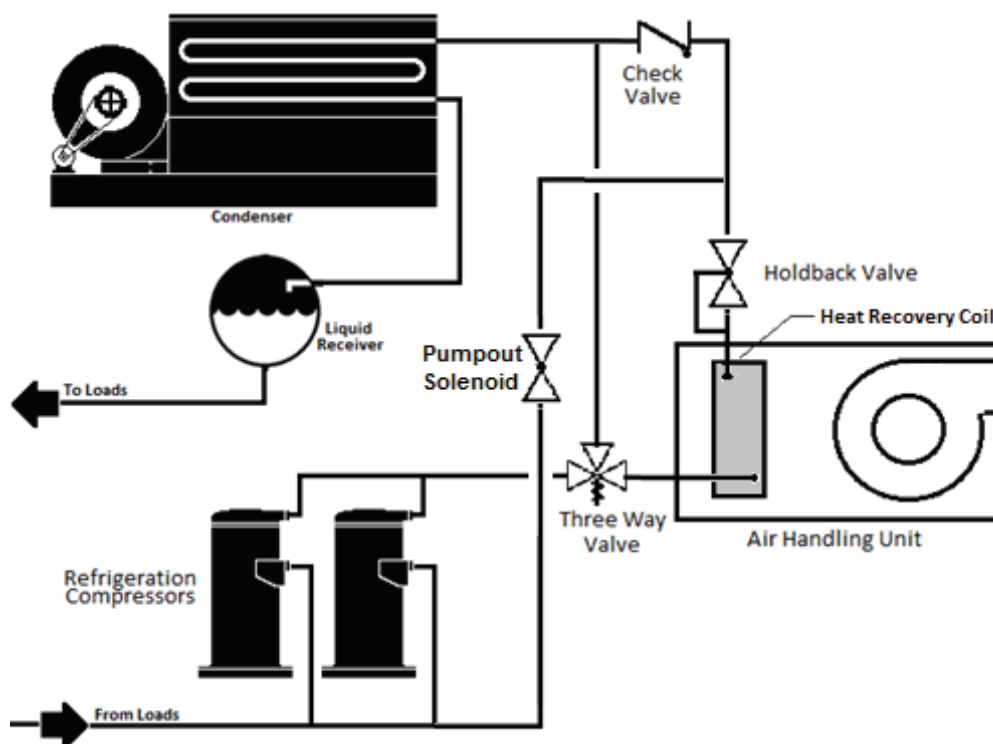 Check
Valve
Condenser
Holdback Valve
Heat Recovery Coil
Liquid
Receiver
Pumpout
Solenoid
To Loads
Three Way
Valve
Air Handling Unit
Refrigeration
Compressors
From Loads